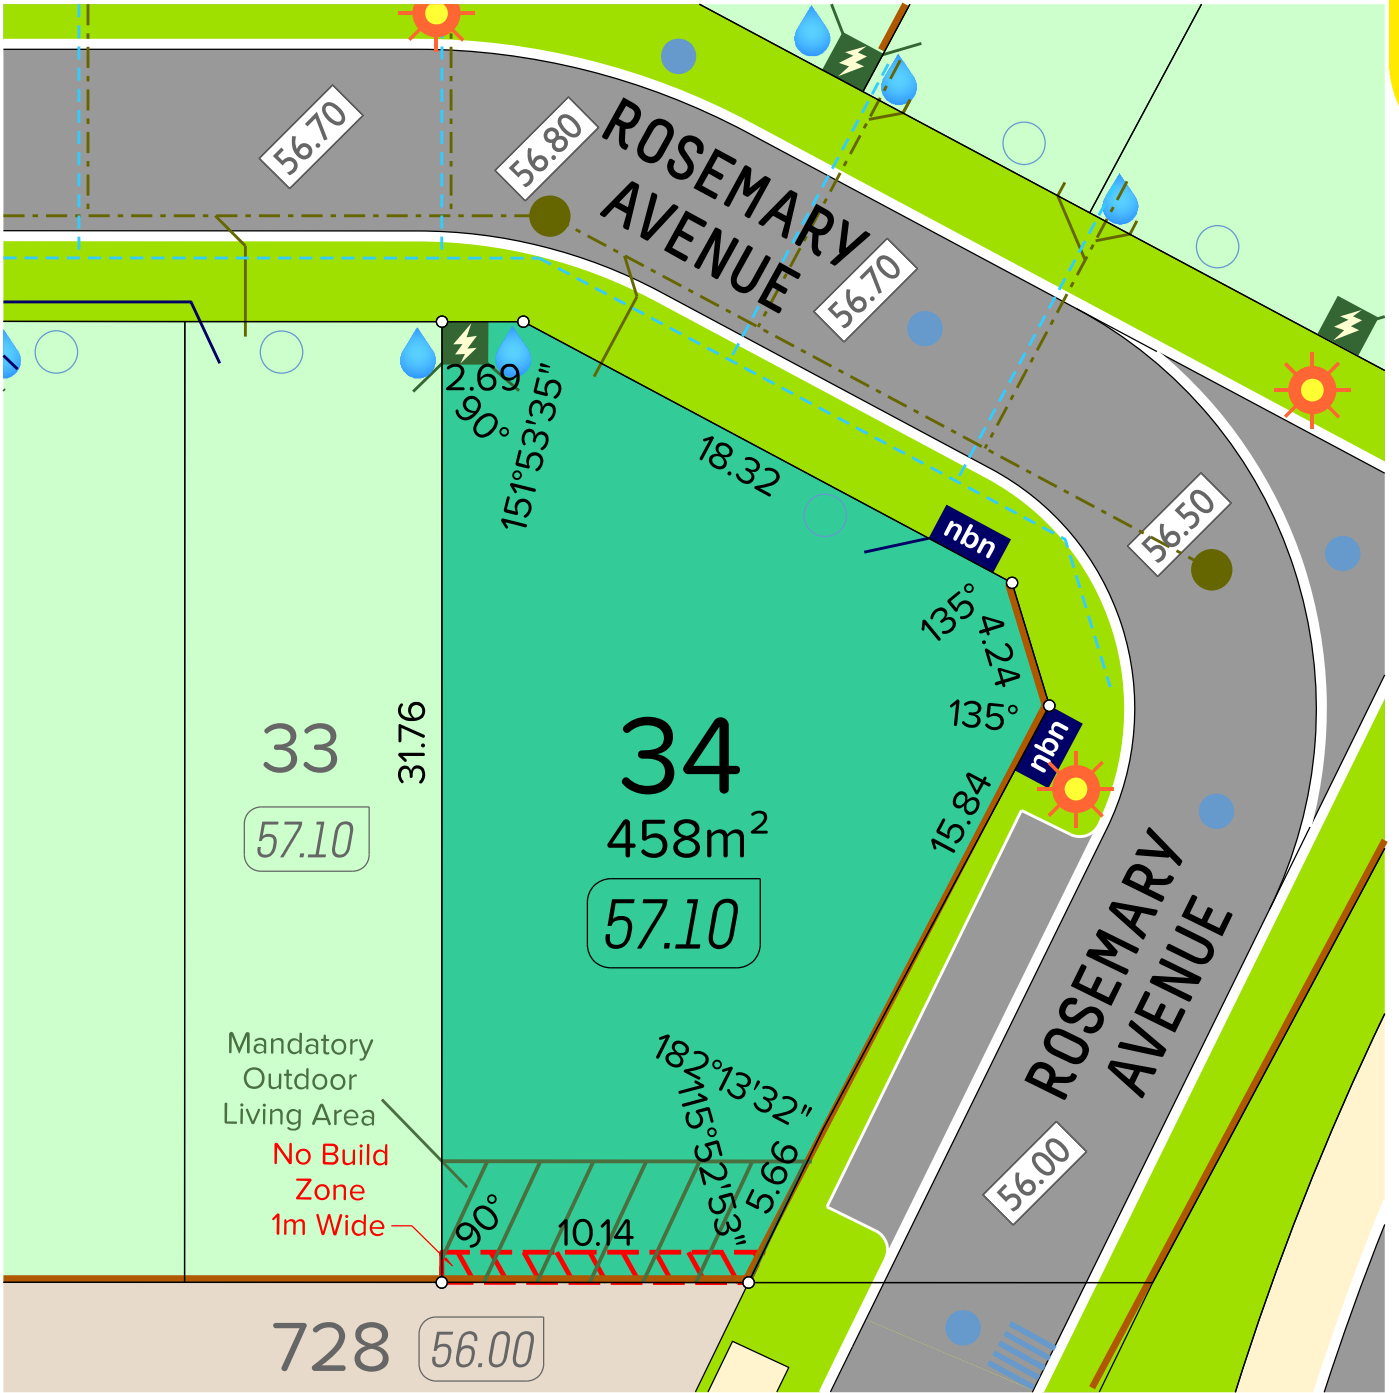 56.70
56.80
ROSEMARY
AVENUE
56.70
2.69
90°
151°53'35"
18.32
nbn
56.50
135°
4.24
135°
nbn
31.76
33
57.10
34
458m²
57.10
15.84
ROSEMARY
AVENUE
Mandatory
Outdoor
Living Area
No Build
Zone
1m Wide
182°13'32"
115°52'53"
5.66
90°
10.14
56.00
728
56.00